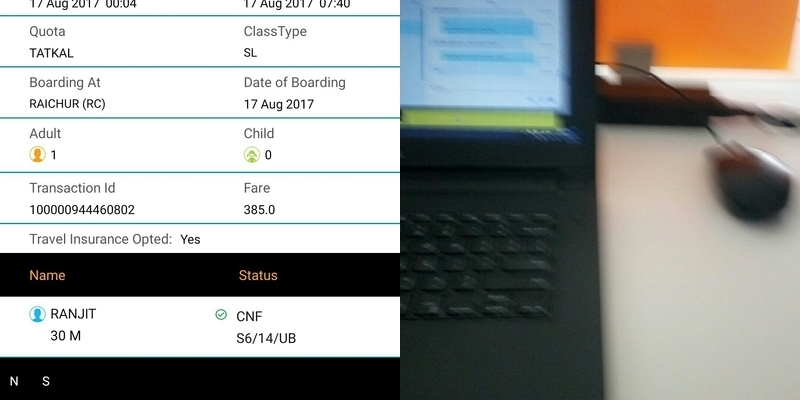 17 Aug 2017 00:04 17 Aug 2017 07:40
Quota ClassType
TATKAL SL
Boarding At Date of Boarding
RAICHUR (RC) 17 Aug 2017
Adult Child
1 0
Transaction Id Fare
100000944460802 385.0
Travel Insurance Opted: Yes
Name Status
RANJIT CNF
30 M S6/14/UB
N S